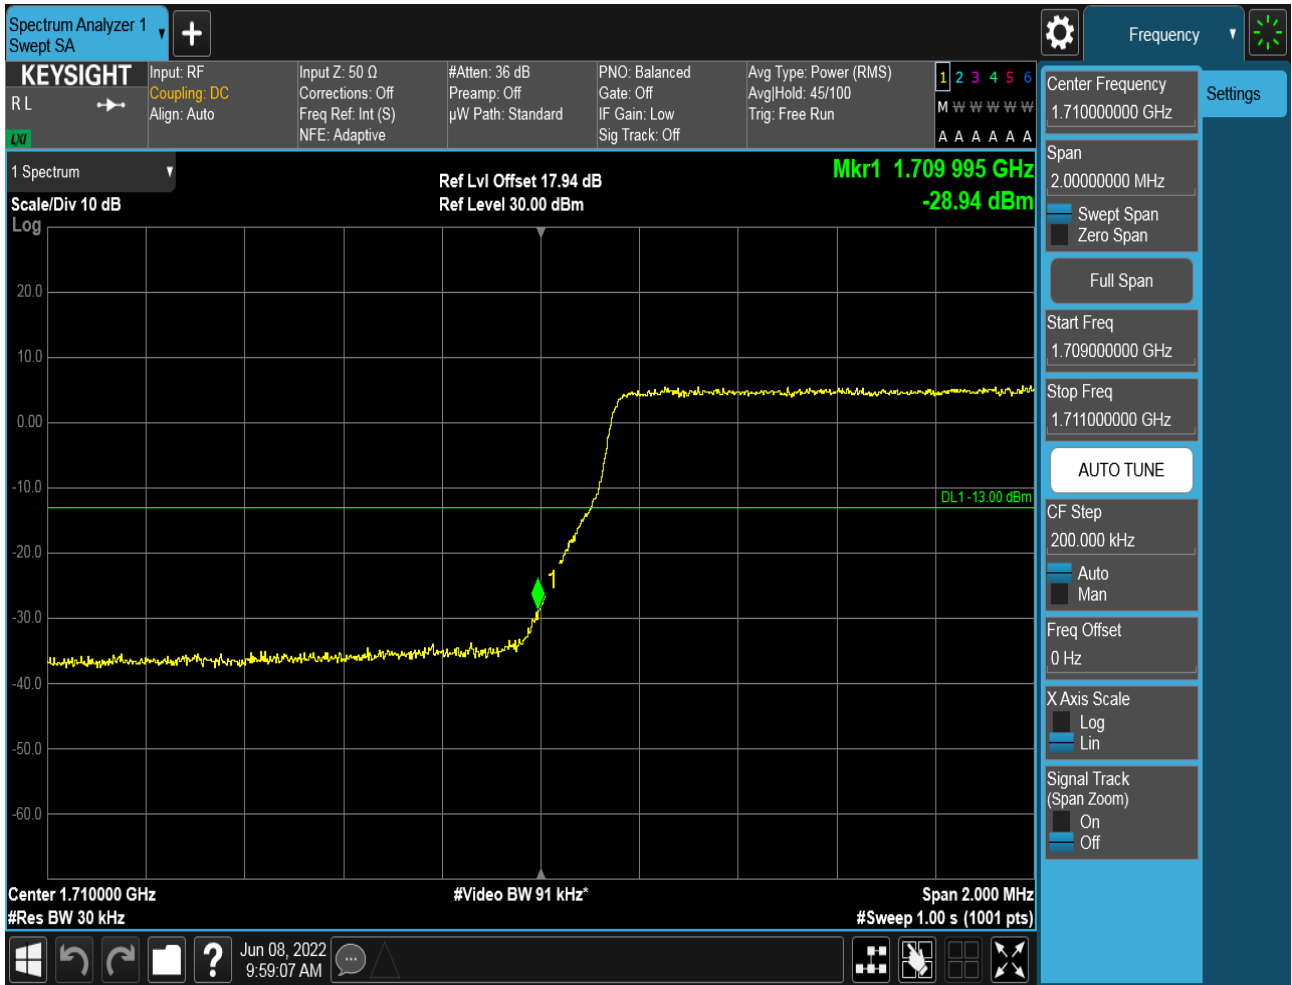 Spectrum Analyzer 1
Swept SA
Frequency
KEYSIGHT
R L
LXI
Input: RF
Coupling: DC
Align: Auto
Input Z: 50 Ω
Corrections: Off
Freq Ref: Int (S)
NFE: Adaptive
#Atten: 36 dB
Preamp: Off
µW Path: Standard
PNO: Balanced
Gate: Off
IF Gain: Low
Sig Track: Off
Avg Type: Power (RMS)
Avg|Hold: 45/100
Trig: Free Run
1 2 3 4 5 6
M W W W W W
A A A A A A
1 Spectrum
Scale/Div 10 dB
Log
Ref Lvl Offset 17.94 dB
Ref Level 30.00 dBm
Mkr1 1.709 995 GHz
-28.94 dBm
20.0
10.0
0.00
-10.0
-20.0
-30.0
-40.0
-50.0
-60.0
DL1 -13.00 dBm
1
Center 1.710000 GHz
#Res BW 30 kHz
#Video BW 91 kHz*
Span 2.000 MHz
#Sweep 1.00 s (1001 pts)
Jun 08, 2022
9:59:07 AM
?
Center Frequency
1.710000000 GHz
Span
2.00000000 MHz
Swept Span
Zero Span
Full Span
Start Freq
1.709000000 GHz
Stop Freq
1.711000000 GHz
AUTO TUNE
CF Step
200.000 kHz
Auto
Man
Freq Offset
0 Hz
X Axis Scale
Log
Lin
Signal Track
(Span Zoom)
On
Off
Settings